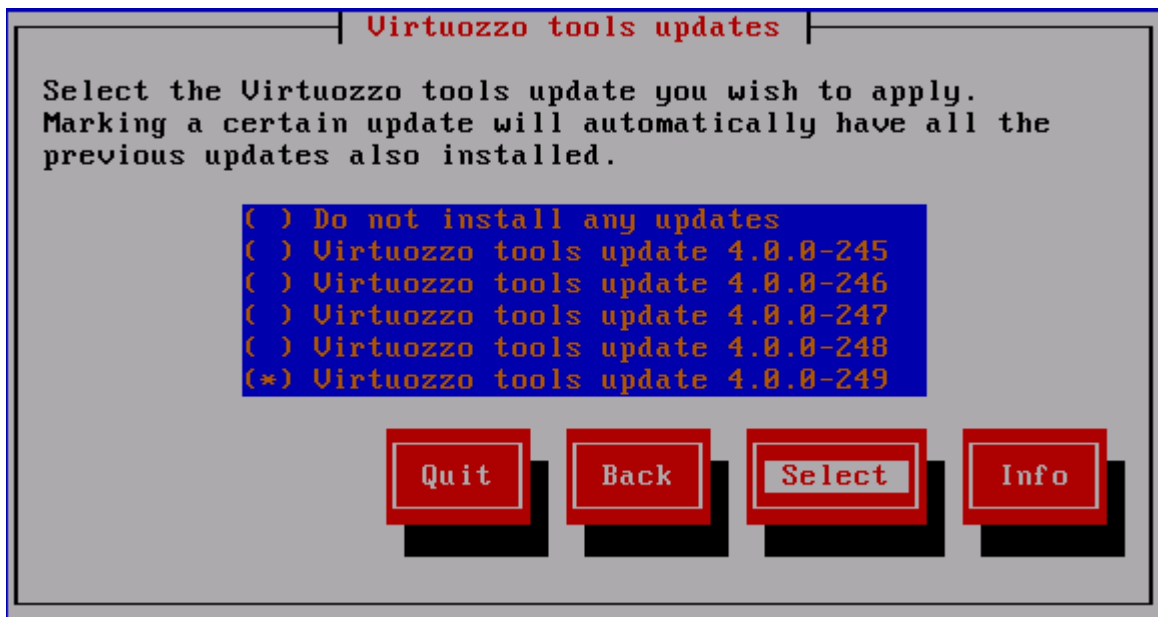 Virtuozzo tools updates
Select the Virtuozzo tools update you wish to apply.
Marking a certain update will automatically have all the
previous updates also installed.
( ) Do not install any updates
( ) Virtuozzo tools update 4.0.0-245
( ) Virtuozzo tools update 4.0.0-246
( ) Virtuozzo tools update 4.0.0-247
( ) Virtuozzo tools update 4.0.0-248
(*) Virtuozzo tools update 4.0.0-249
Quit Back Select Info